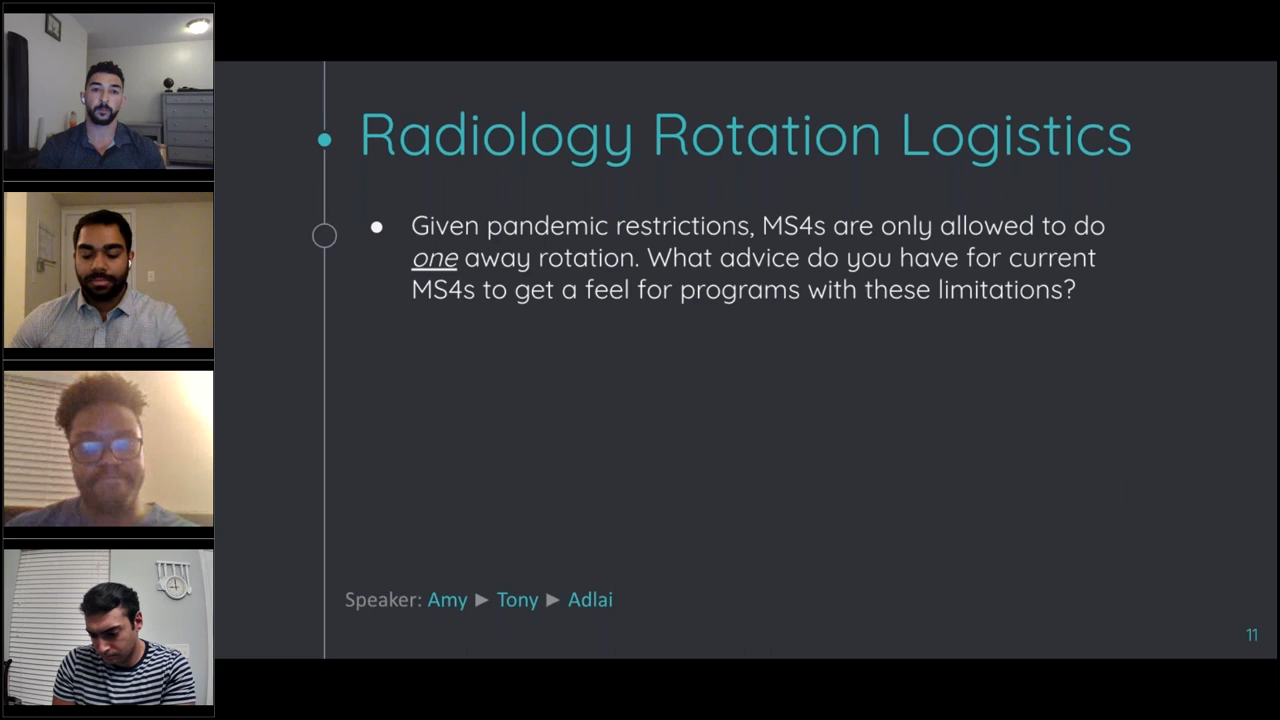 Radiology Rotation Logistics
● Given pandemic restrictions, MS4s are only allowed to do
one away rotation. What advice do you have for current
MS4s to get a feel for programs with these limitations?
Speaker: Amy ► Tony ► Adlai
11